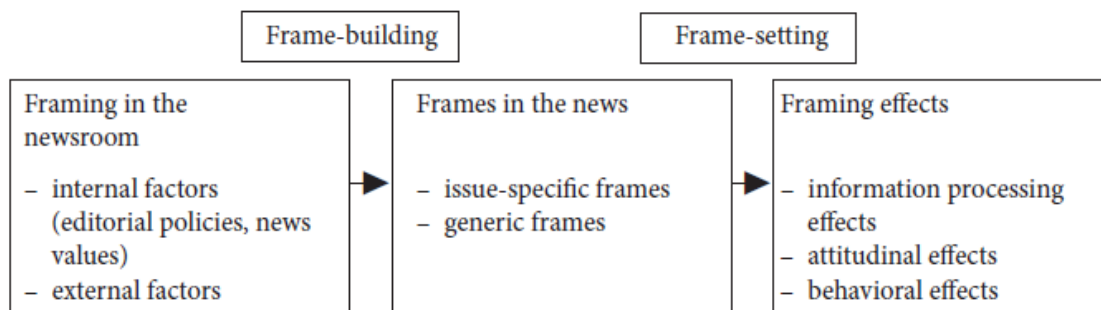 Frame-building
Frame-setting
Framing in the
newsroom
– internal factors
(editorial policies, news
values)
– external factors
Frames in the news
– issue-specific frames
– generic frames
Framing effects
– information processing
effects
– attitudinal effects
– behavioral effects